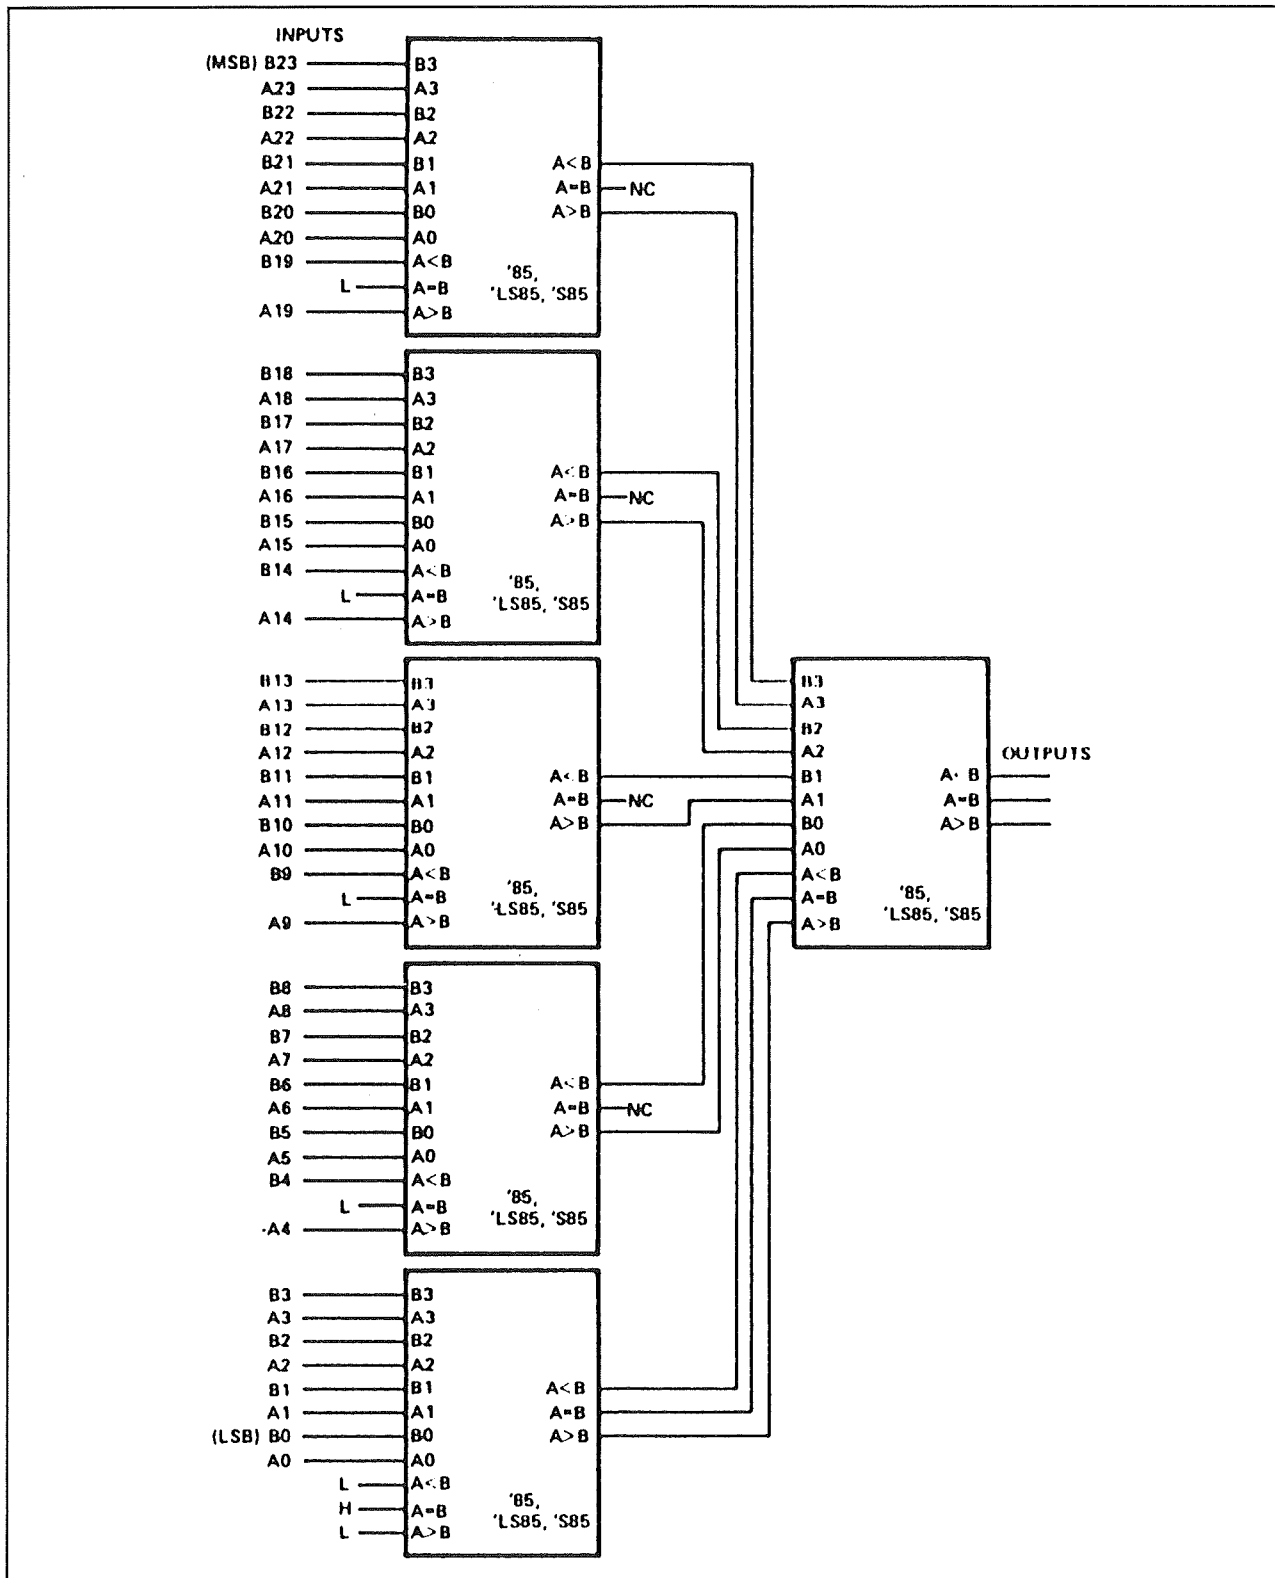 INPUTS
(MSB) B23 B3
A23 A3
B22 B2
A22 A2
B21 B1 A<B
A21 A1 A=B NC
B20 B0 A>B
A20 A0
B19 A<B '85,
L A=B 'LS85, 'S85
A19 A>B
B18 B3
A18 A3
B17 B2
A17 A2
B16 B1 A<B
A16 A1 A=B NC
B15 B0 A>B
A15 A0
B14 A<B '85,
L A=B 'LS85, 'S85
A14 A>B
B13 B3 B3
A13 A3 A3
B12 B2 B2
A12 A2 A2 OUTPUTS
B11 B1 A<B B1 A< B
A11 A1 A=B NC A1 A=B
B10 B0 A>B B0 A>B
A10 A0 A0
B9 A<B '85, A<B '85,
L A=B 'LS85, 'S85 A=B 'LS85, 'S85
A9 A>B A>B
B8 B3
A8 A3
B7 B2
A7 A2
B6 B1 A<B
A6 A1 A=B NC
B5 B0 A>B
A5 A0
B4 A<B '85,
L A=B 'LS85, 'S85
A4 A>B
B3 B3
A3 A3
B2 B2
A2 A2
B1 B1 A<B
A1 A1 A=B
(LSB) B0 B0 A>B
A0 A0
L A<B '85,
H A=B 'LS85, 'S85
L A>B